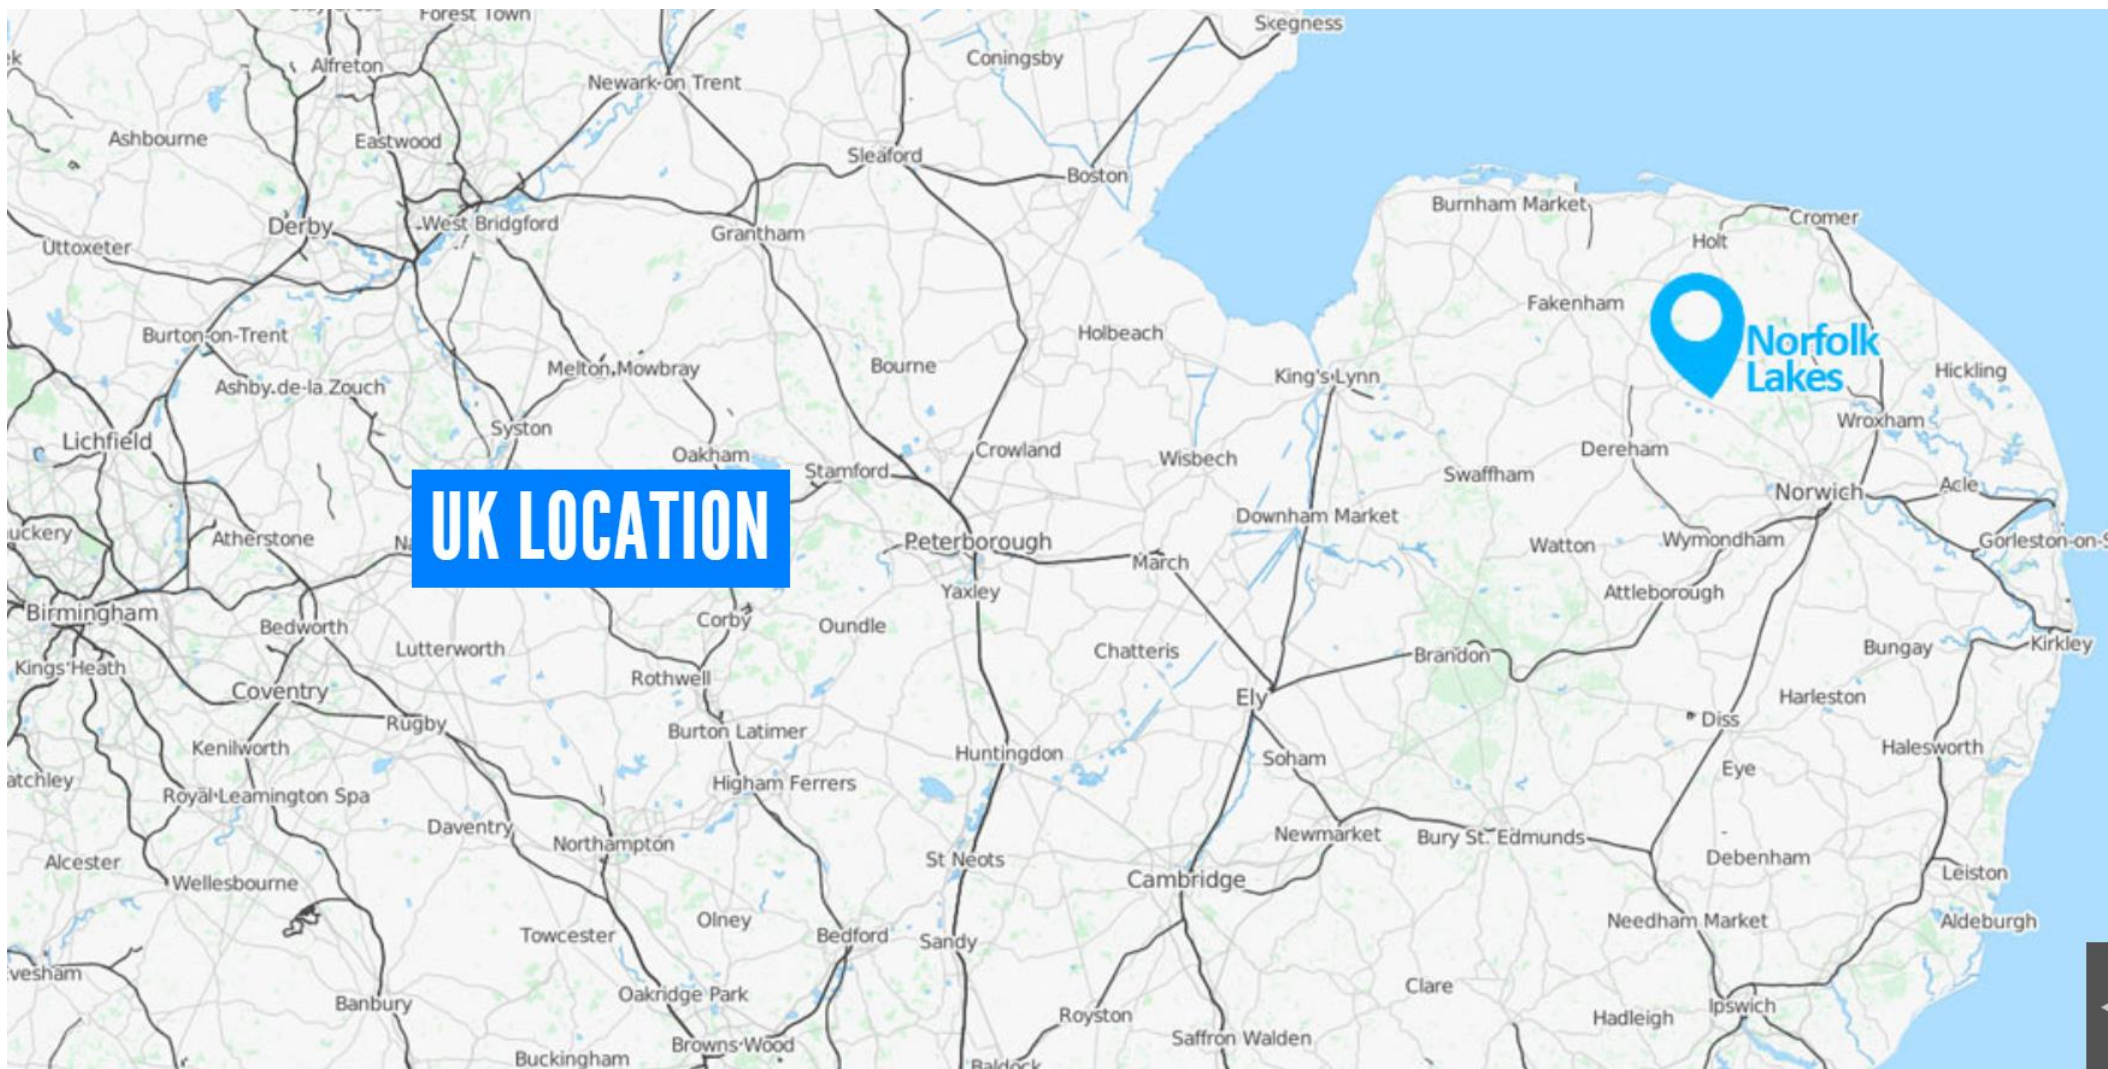 Forest Town
Skegness
Alfreton
Coningsby
Newark-on Trent
Ashbourne
Eastwood
Sleaford
Boston
Burnham Market
Cromer
Derby
West Bridgford
Grantham
Uttoxeter
Holt
Fakenham
Norfolk
Lakes
Burton-on-Trent
Holbeach
Melton Mowbray
Bourne
King's Lynn
Hickling
Ashby-de-la Zouch
Syston
Wroxham
Lichfield
Oakham
Stamford
Crowland
Wisbech
Dereham
Swaffham
Norwich
Acle
UK LOCATION
Downham Market
uckery
Atherstone
Na
Peterborough
March
Watton
Wymondham
Gorleston-on-S
Yaxley
Attleborough
Birmingham
Bedworth
Corby
Oundle
Lutterworth
Chatteris
Brandon
Bungay
Kirkley
Kings Heath
Rothwell
Coventry
Ely
Harleston
Rugby
Diss
Burton Latimer
Kenilworth
Huntingdon
Soham
Halesworth
atchley
Higham Ferrers
Eye
Royal Leamington Spa
Daventry
Northampton
Newmarket
Bury St. Edmunds
Alcester
St Neots
Debenham
Wellesbourne
Cambridge
Leiston
Olney
Needham Market
Aldeburgh
Towcester
Bedford
Sandy
vesham
Banbury
Oakridge Park
Clare
Royston
Ipswich
Hadleigh
Saffron Walden
Browns Wood
Buckingham
Baldock